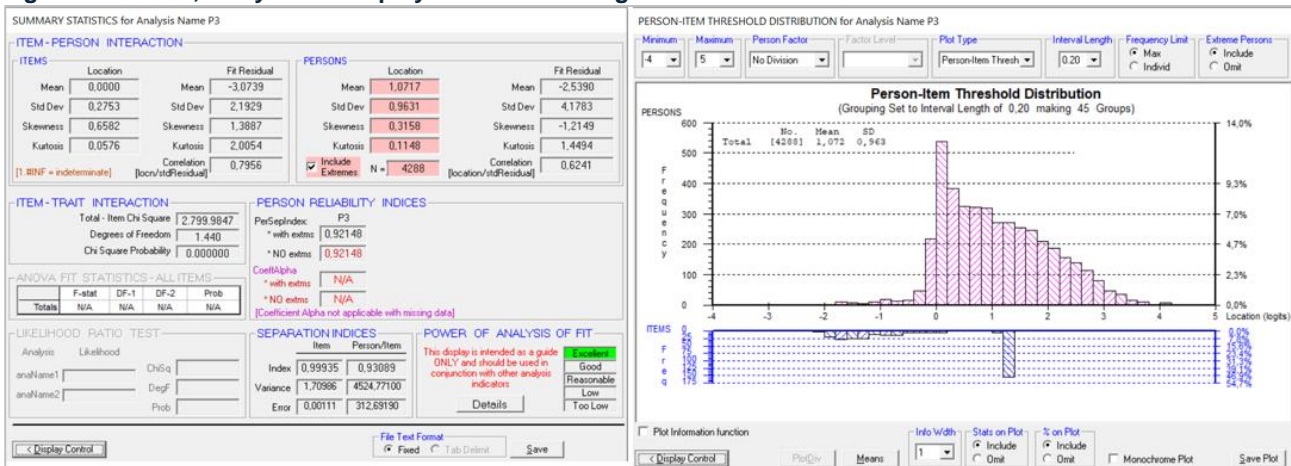 SUMMARY STATISTICS for Analysis Name P3
ITEM-PERSON INTERACTION
ITEMS
Location Fit Residual
Mean 0,0000 Mean -3,0739
Std Dev 0,2753 Std Dev 2,1929
Skewness 0,6582 Skewness 1,3887
Kurtosis 0,0576 Kurtosis 2,0054
[1.#INF = indeterminate] Correlation [locn/stdResidual] 0,7956
PERSONS
Location Fit Residual
Mean 1,0717 Mean -2,5390
Std Dev 0,9631 Std Dev 4,1783
Skewness 0,3158 Skewness -1,2149
Kurtosis 0,1148 Kurtosis 1,4494
Include Extremes N = 4288 Correlation [location/stdResidual] 0,6241
ITEM-TRAIT INTERACTION
Total - Item Chi Square 2.799.9847
Degrees of Freedom 1.440
Chi Square Probability 0.000000
PERSON RELIABILITY INDICES
PerSepIndex: P3
* with extms 0,92148
* NO extms 0,92148
CoeffAlpha
* with extms N/A
* NO extms N/A
[Coefficient Alpha not applicable with missing data]
ANOVA FIT STATISTICS - ALL ITEMS
F-stat DF-1 DF-2 Prob
Totals N/A N/A N/A N/A
LIKELIHOOD RATIO TEST
Analysis Likelihood
anaName1 ChiSq
anaName2 DegF
Prob
SEPARATION INDICES
Item Person/Item
Index 0,99935 0,93089
Variance 1,70986 4524,77100
Error 0,00111 312,69190
POWER OF ANALYSIS OF FIT
This display is intended as a guide ONLY and should be used in conjunction with other analysis indicators
Excellent
Good
Reasonable
Low
Too Low
Details
< Display Control
File Text Format
Fixed Tab Delimit
Save
PERSON-ITEM THRESHOLD DISTRIBUTION for Analysis Name P3
Minimum Maximum Person Factor Factor Level Plot Type Interval Length Frequency Limit Extreme Persons
-4 5 No Division Person-Item Thresh 0.20 Max Include
Individ Omit
Person-Item Threshold Distribution
(Grouping Set to Interval Length of 0,20 making 45 Groups)
PERSONS
No. Mean SD
Total [4288] 1,072 0,963
600 14,0%
500
400 9,3%
300 7,0%
200 4,7%
100 2,3%
0 0,0%
Frequency
-4 -3 -2 -1 0 1 2 3 4 5
Location (logits)
ITEMS
Freq
Plot Information function
Info Wdth
1
Stats on Plot
Include
Omit
% on Plot
Include
Omit
Monochrome Plot
< Display Control
PlotDiv
Means
Save Plot